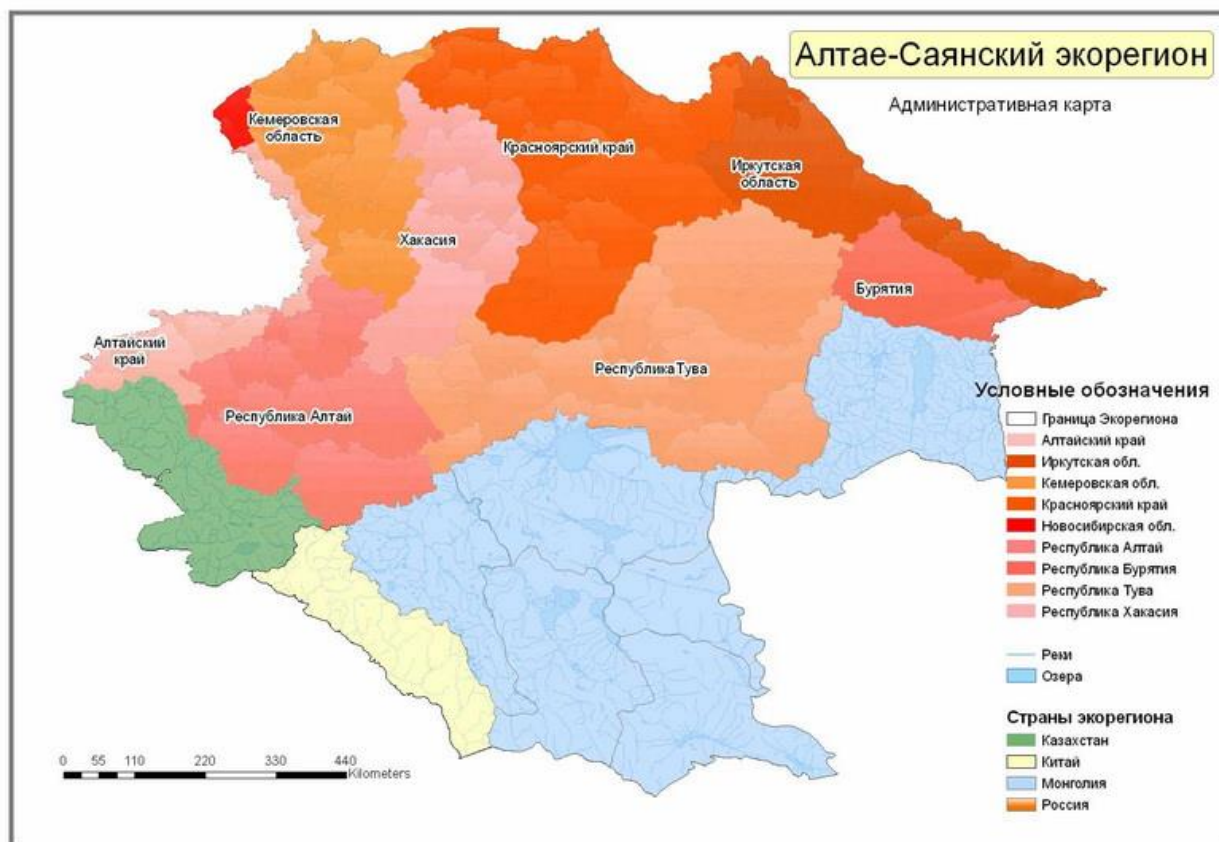 Алтае-Саянский экорегион
Административная карта
Кемеровская
область
Красноярский край
Иркутская
область
Хакасия
Бурятия
Алтайский
край
Республика Тува
Республика Алтай
Условные обозначения
Граница Экорегиона
Алтайский край
Иркутская обл.
Кемеровская обл.
Красноярский край
Новосибирская обл.
Республика Алтай
Республика Бурятия
Республика Тува
Республика Хакасия
Реки
Озера
Страны экорегиона
Казахстан
Китай
Монголия
Россия
0 55 110 220 330 440
Kilometers